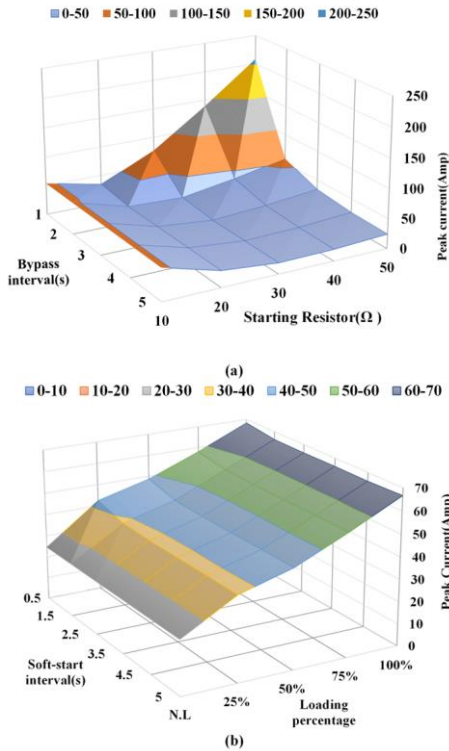 0-50 50-100 100-150 150-200 200-250
250
200
150
100
50
0
Peak current(Amp)
1
2
3
4
5
Bypass
interval(s)
10
20
30
40
50
Starting Resistor(Ω )
(a)
0-10 10-20 20-30 30-40 40-50 50-60 60-70
70
60
50
40
30
20
10
0
Peak Current(Amp)
0.5
1.5
2.5
3.5
4.5
5
Soft-start
interval(s)
N.L
25%
50%
75%
100%
Loading
percentage
(b)